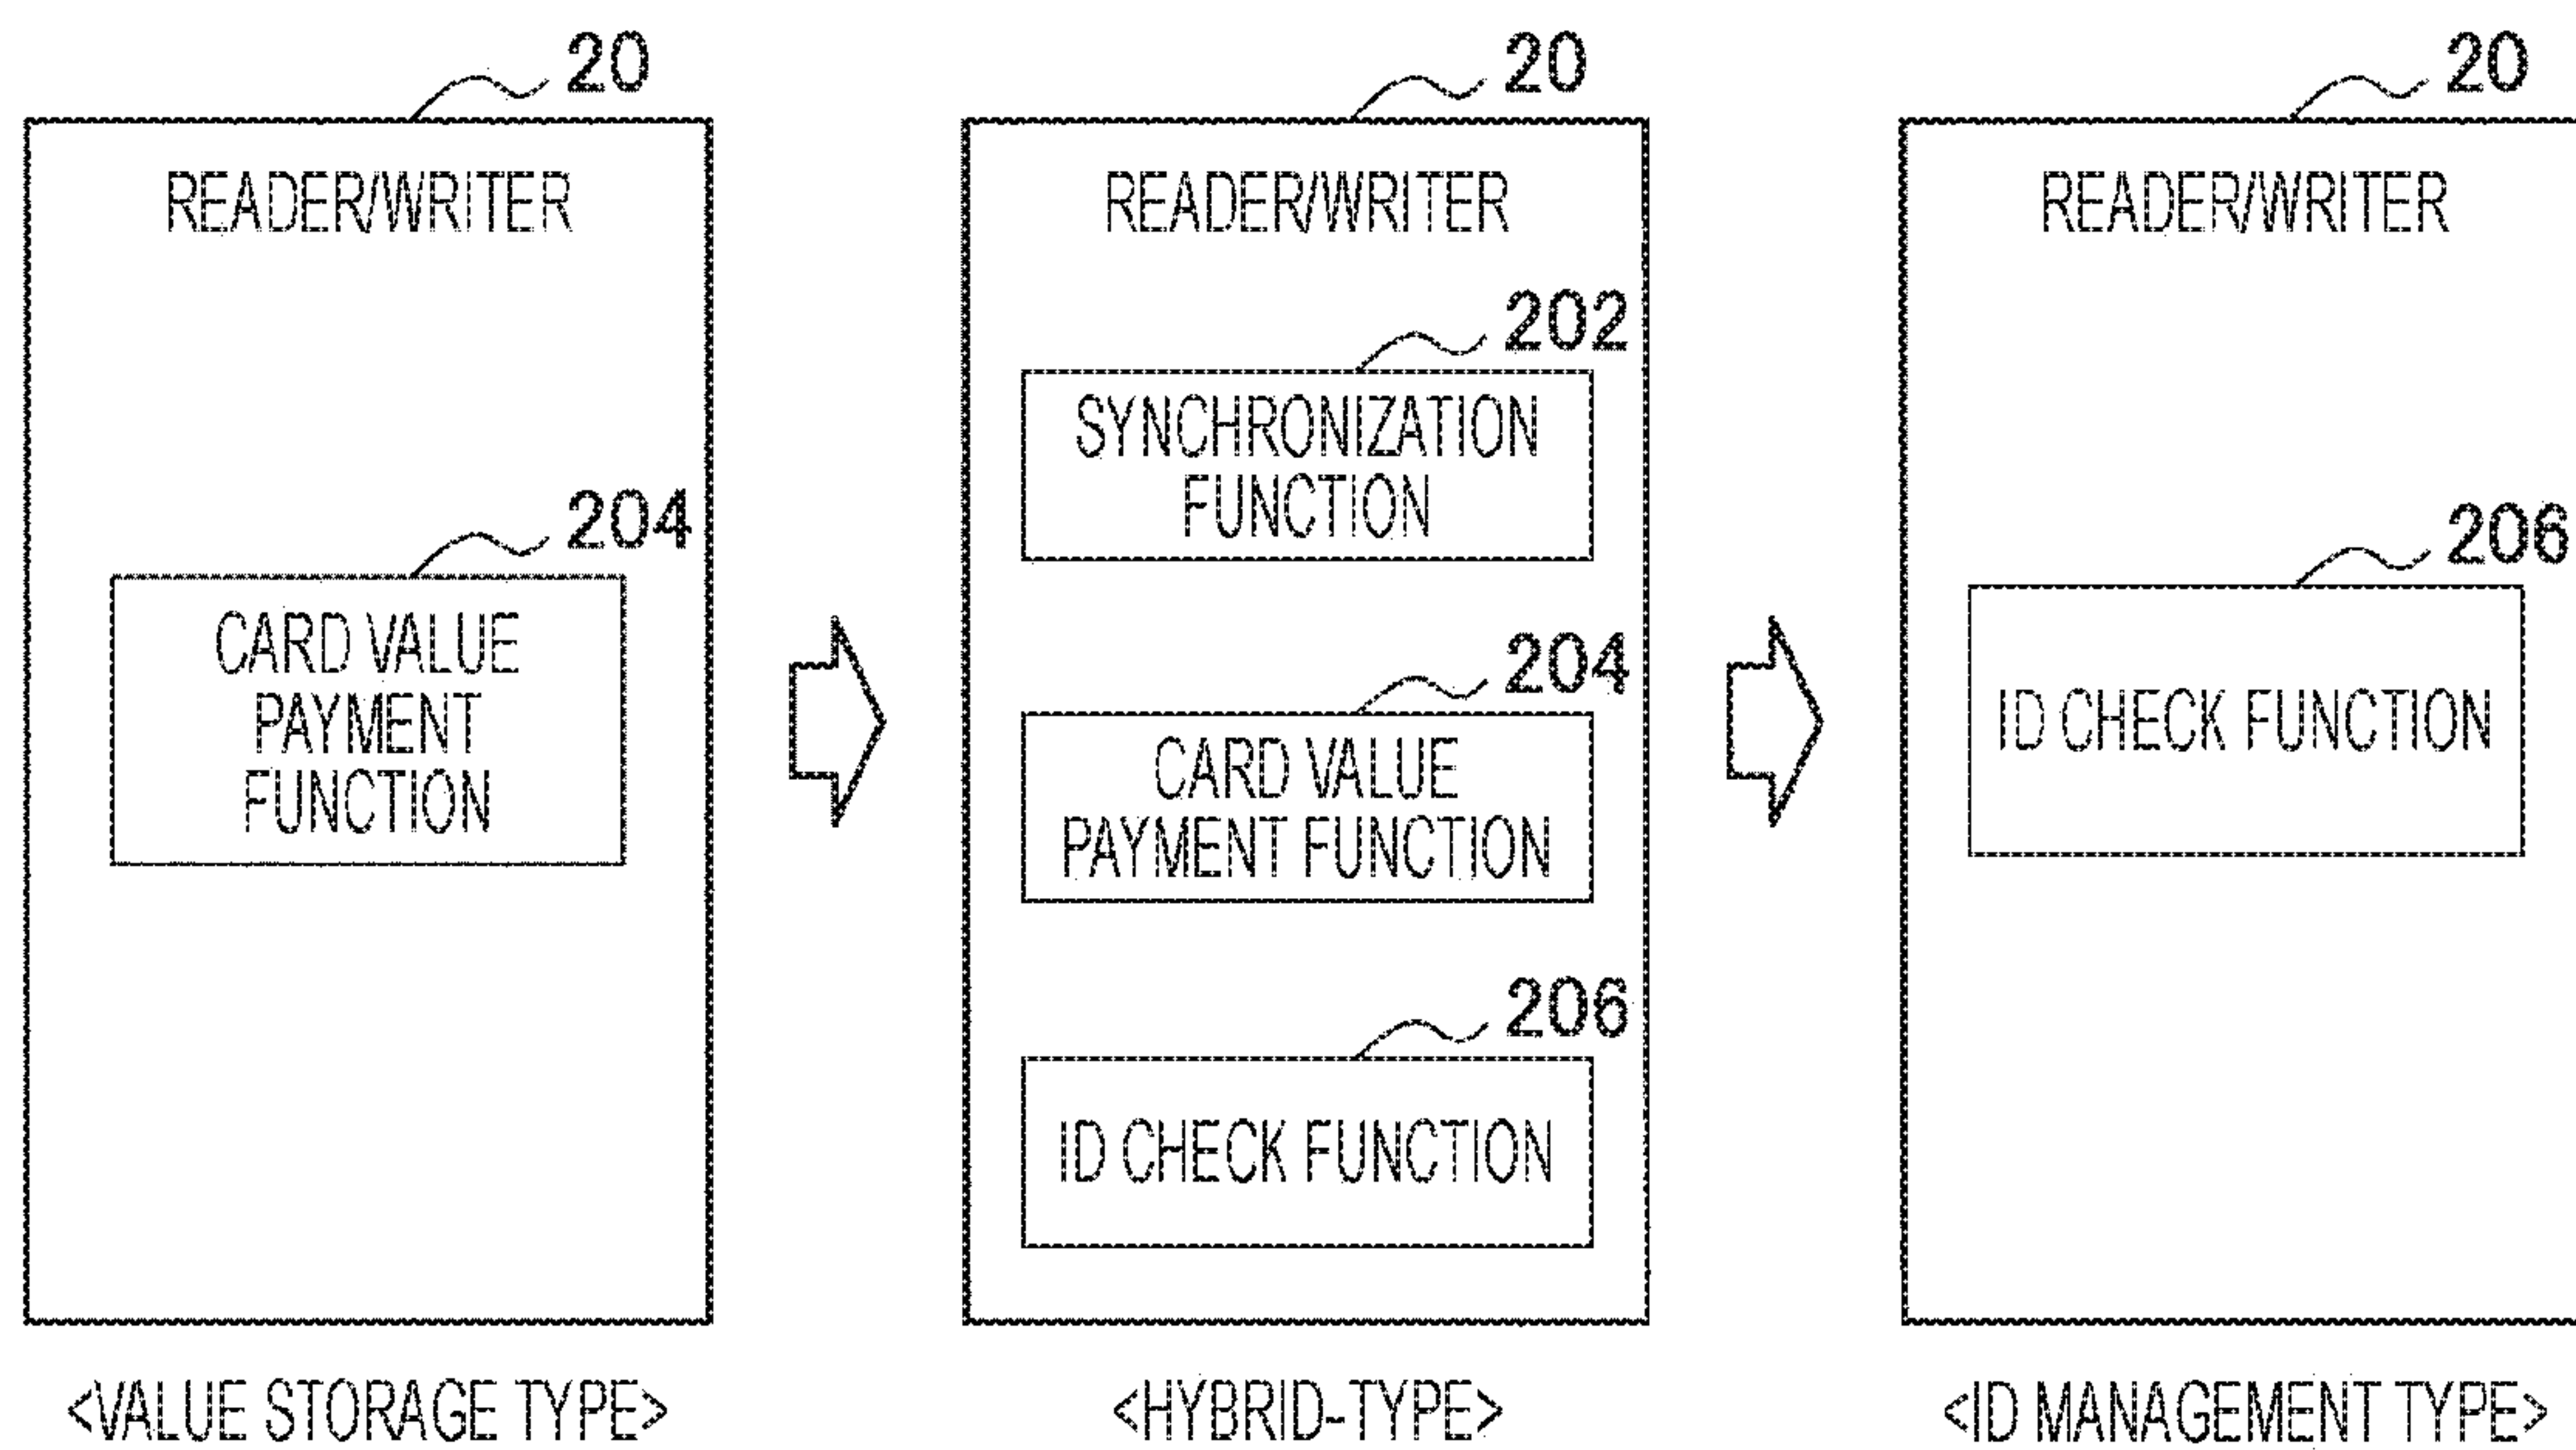 20
READER/WRITER
204
CARD VALUE
PAYMENT
FUNCTION
<VALUE STORAGE TYPE>
20
READER/WRITER
202
SYNCHRONIZATION
FUNCTION
204
CARD VALUE
PAYMENT FUNCTION
206
ID CHECK FUNCTION
<HYBRID-TYPE>
20
READER/WRITER
206
ID CHECK FUNCTION
<ID MANAGEMENT TYPE>